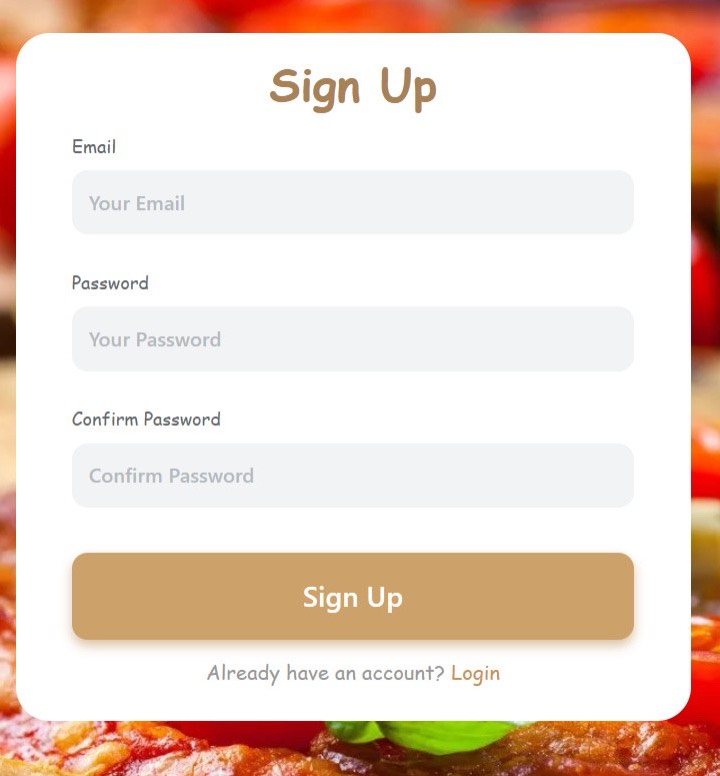 Sign Up
Email
Your Email
Password
Your Password
Confirm Password
Confirm Password
Sign Up
Already have an account? Login